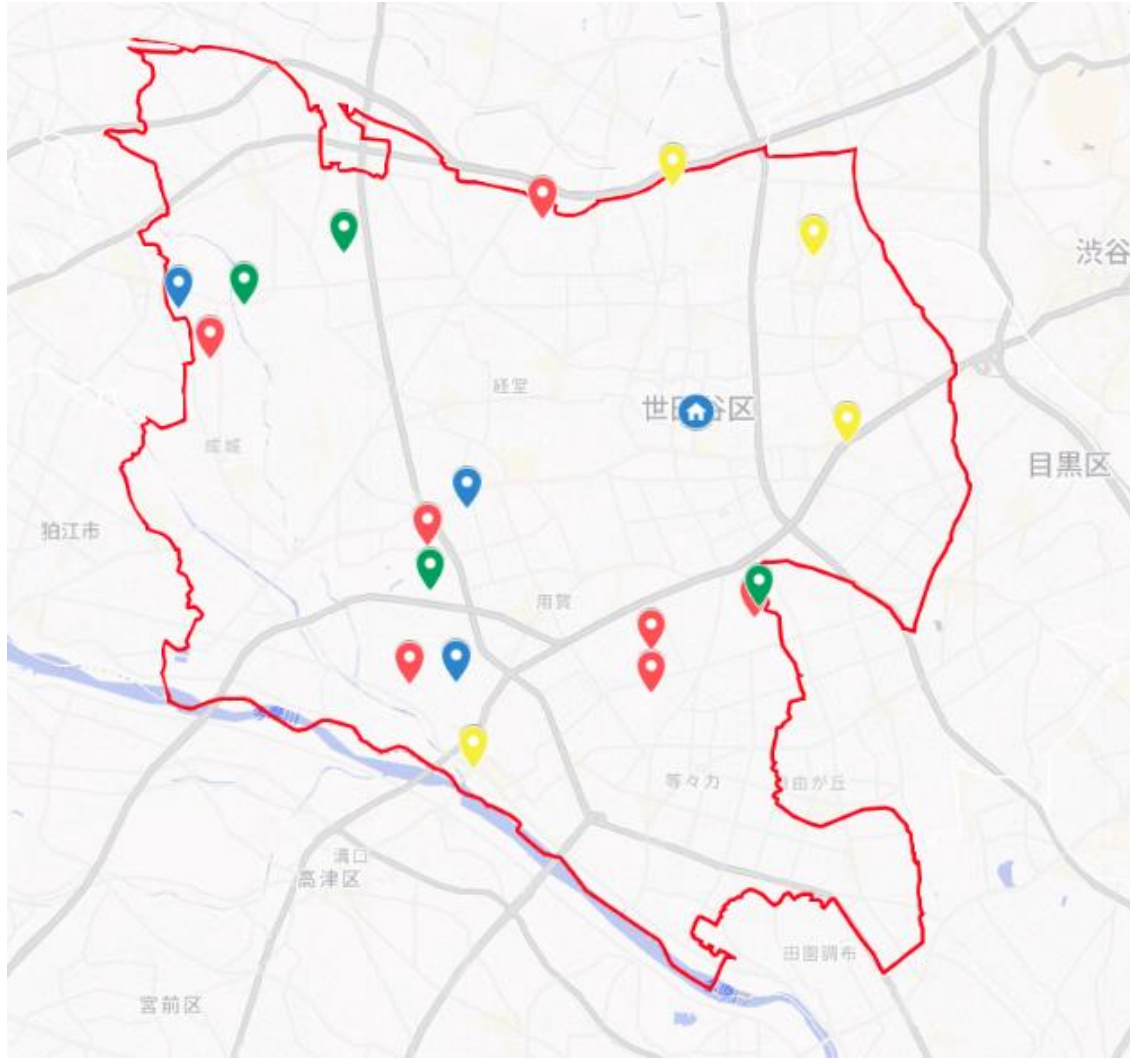 渋谷
経堂
世田谷区
成城
目黒区
狛江市
用賀
等々力
自由が丘
溝口
高津区
田園調布
宮前区